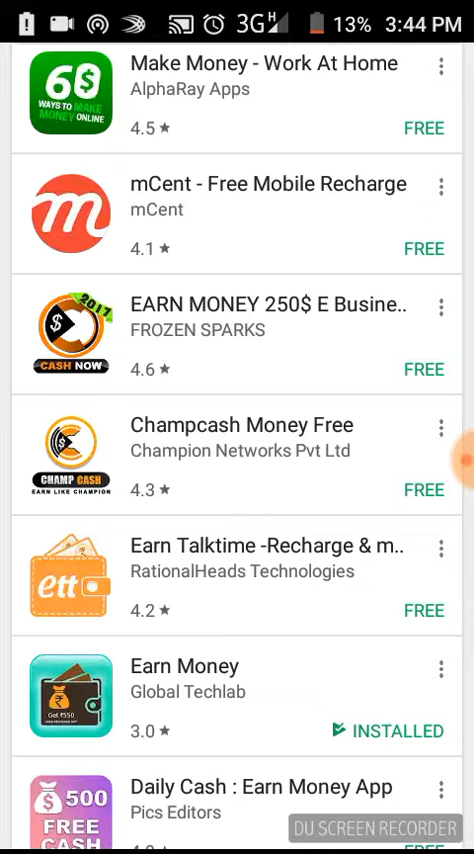 3G H 13% 3:44 PM
60$
WAYS TO MAKE
MONEY ONLINE
Make Money - Work At Home
AlphaRay Apps
4.5 ★
FREE
m
mCent - Free Mobile Recharge
mCent
4.1 ★
FREE
2017
$
CASH NOW
EARN MONEY 250$ E Busine..
FROZEN SPARKS
4.6 ★
FREE
$
CHAMP CASH
EARN LIKE CHAMPION
Champcash Money Free
Champion Networks Pvt Ltd
4.3 ★
FREE
ett
Earn Talktime -Recharge & m..
RationalHeads Technologies
4.2 ★
FREE
₹
Get ₹550
Earn Money
Global Techlab
3.0 ★
INSTALLED
$ 500
FREE
CASH
Daily Cash : Earn Money App
Pics Editors
DU SCREEN RECORDER